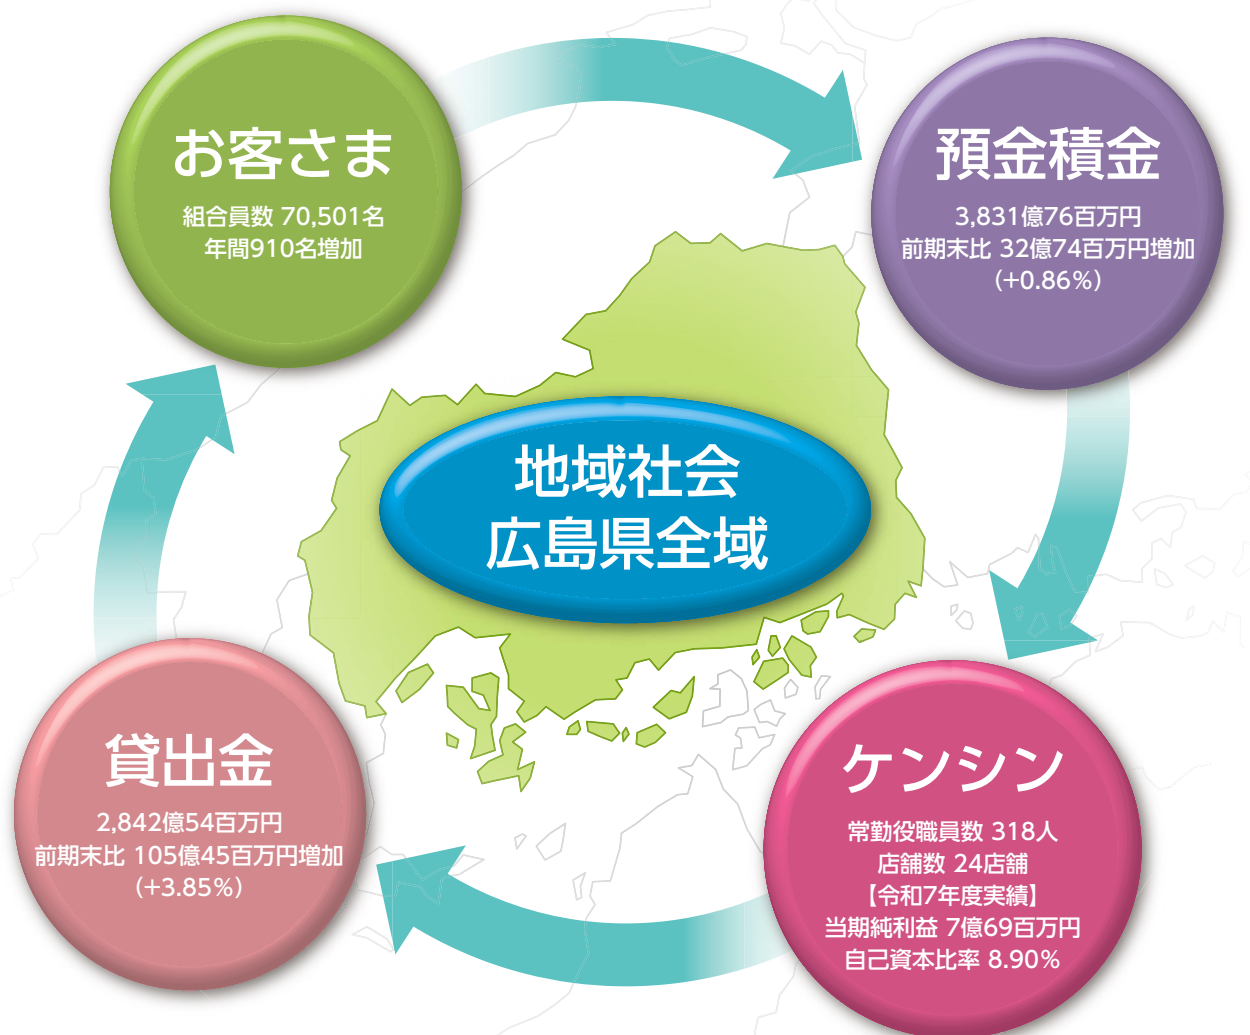 お客さま
組合員数 70,501名
年間910名増加
預金積金
3,831億76百万円
前期末比 32億74百万円増加
(+0.86%)
地域社会
広島県全域
貸出金
2,842億54百万円
前期末比 105億45百万円増加
(+3.85%)
ケンシン
常勤役職員数 318人
店舗数 24店舗
【令和7年度実績】
当期純利益 7億69百万円
自己資本比率 8.90%